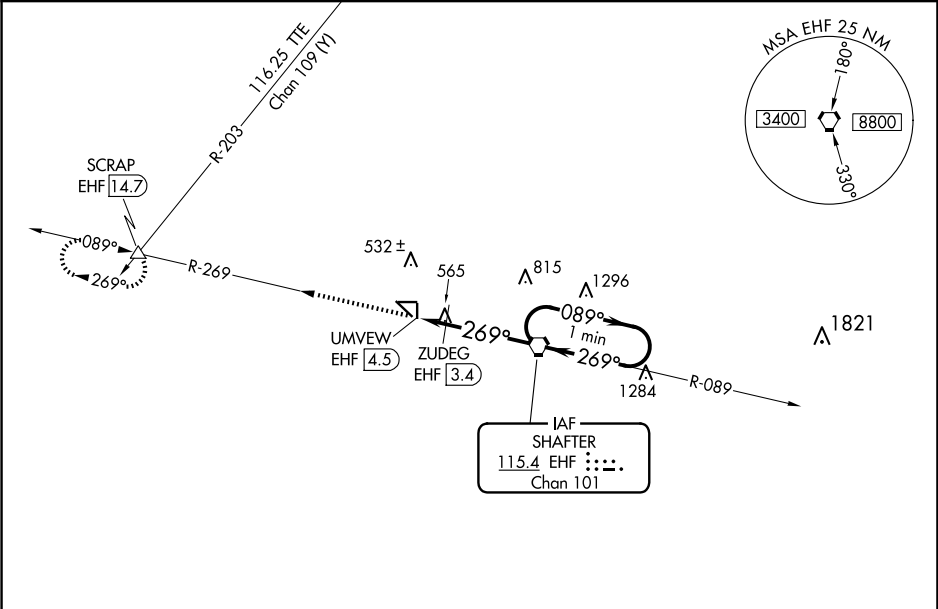 116.25 TTE
Chan 109 (Y)
R-203
MSA EHF 25 NM
180°
3400
8800
330°
SCRAP
EHF 14.7
089°
269°
R-269
532 ±
565
815
1296
1821
UMVEW
EHF 4.5
ZUDEG
EHF 3.4
269°
089°
1 min
269°
1284
R-089
IAF
SHAFTER
115.4 EHF
Chan 101